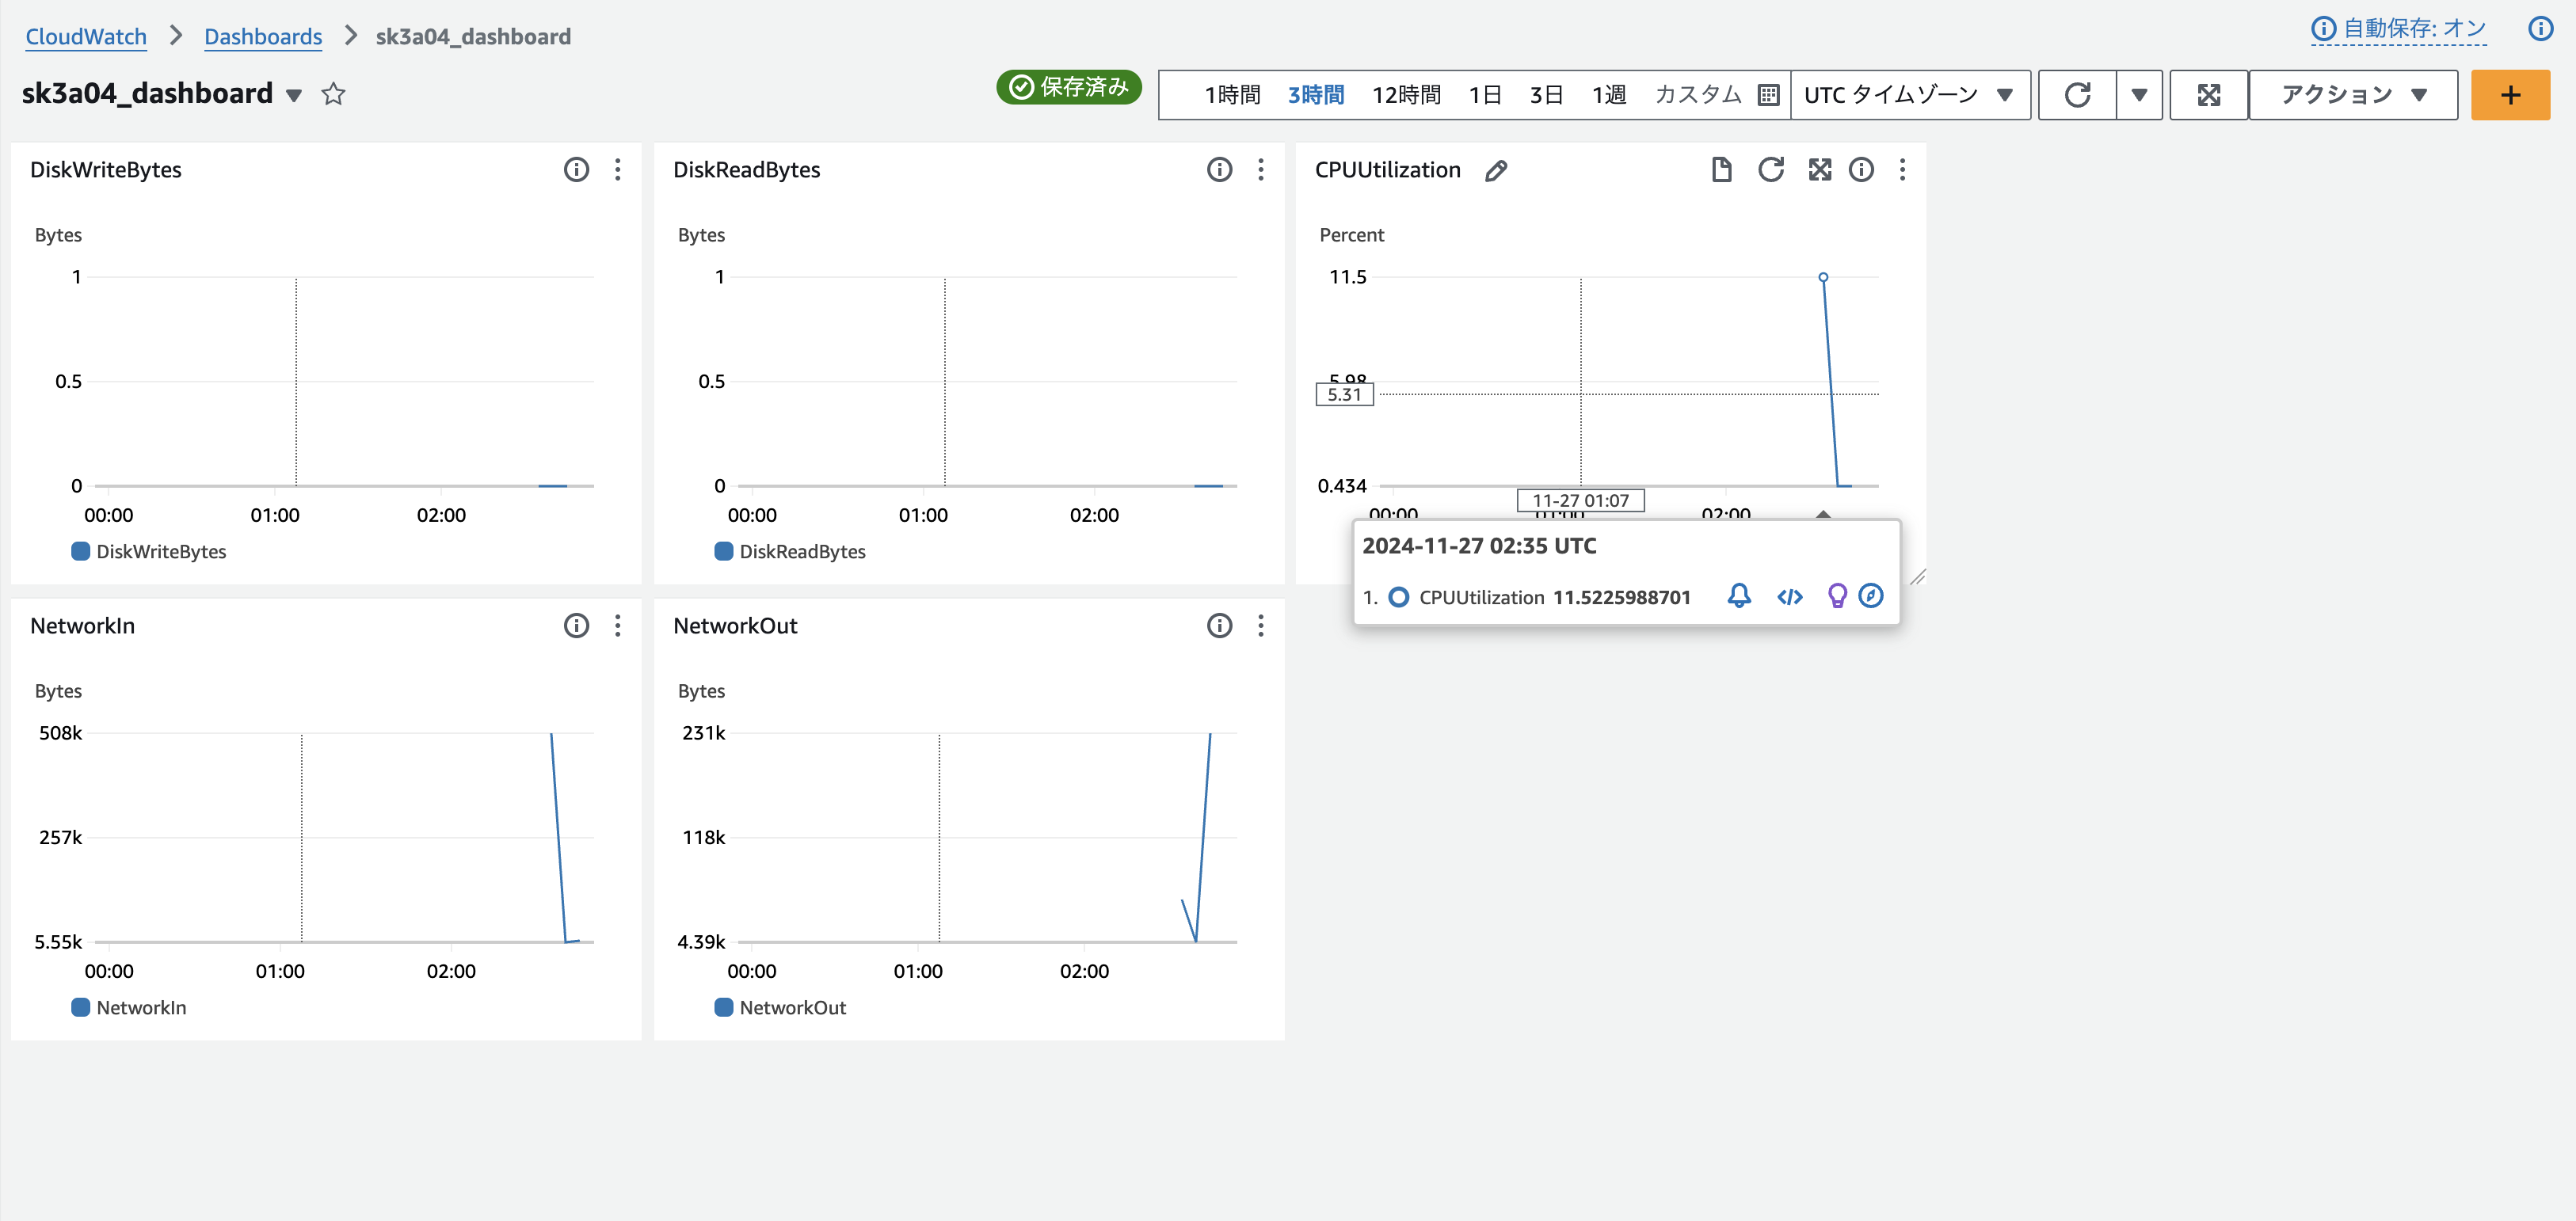 CloudWatch > Dashboards > sk3a04_dashboard
自動保存: オン
sk3a04_dashboard
保存済み
1時間 3時間 12時間 1日 3日 1週 カスタム UTC タイムゾーン アクション +
DiskWriteBytes
Bytes
1
0.5
0
00:00 01:00 02:00
DiskWriteBytes
DiskReadBytes
Bytes
1
0.5
0
00:00 01:00 02:00
DiskReadBytes
CPUUtilization
Percent
11.5
5.98
5.31
0.434
11-27 01:07
00:00 01:00 02:00
2024-11-27 02:35 UTC
1. CPUUtilization 11.5225988701
NetworkIn
Bytes
508k
257k
5.55k
00:00 01:00 02:00
NetworkIn
NetworkOut
Bytes
231k
118k
4.39k
00:00 01:00 02:00
NetworkOut